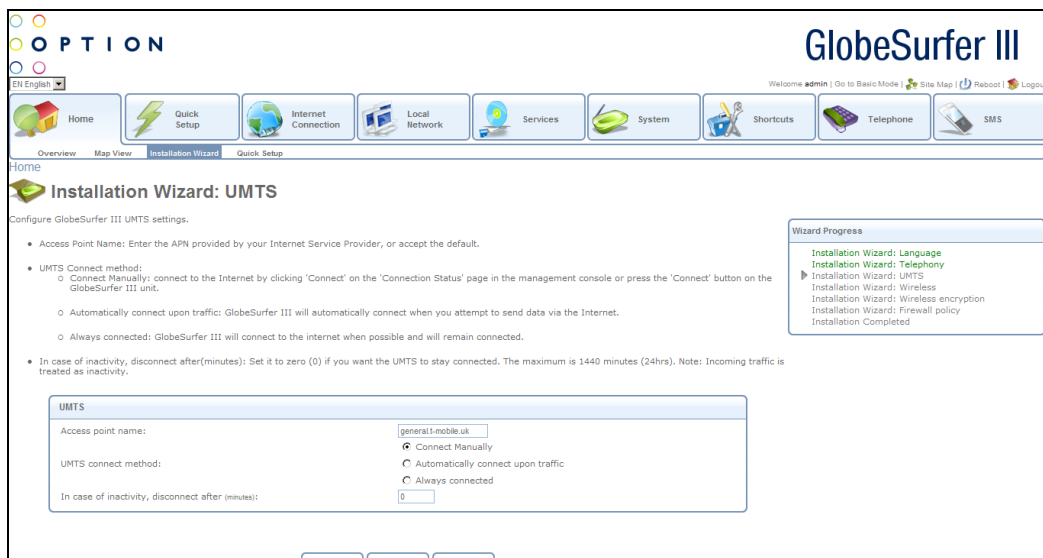 OPTION
GlobeSurfer III
EN English
Welcome admin | Go to Basic Mode | Site Map | Reboot | Logou
Home
Quick Setup
Internet Connection
Local Network
Services
System
Shortcuts
Telephone
SMS
Overview Map View Installation Wizard Quick Setup
Home
Installation Wizard: UMTS
Configure GlobeSurfer III UMTS settings.
Access Point Name: Enter the APN provided by your Internet Service Provider, or accept the default.
UMTS Connect method:
Connect Manually: connect to the Internet by clicking 'Connect' on the 'Connection Status' page in the management console or press the 'Connect' button on the
GlobeSurfer III unit.
Automatically connect upon traffic: GlobeSurfer III will automatically connect when you attempt to send data via the Internet.
Always connected: GlobeSurfer III will connect to the internet when possible and will remain connected.
In case of inactivity, disconnect after(minutes): Set it to zero (0) if you want the UMTS to stay connected. The maximum is 1440 minutes (24hrs). Note: Incoming traffic is
treated as inactivity.
Wizard Progress
Installation Wizard: Language
Installation Wizard: Telephony
Installation Wizard: UMTS
Installation Wizard: Wireless
Installation Wizard: Wireless encryption
Installation Wizard: Firewall policy
Installation Completed
UMTS
Access point name: general.t-mobile.uk
UMTS connect method:
Connect Manually
Automatically connect upon traffic
Always connected
In case of inactivity, disconnect after (minutes): 0